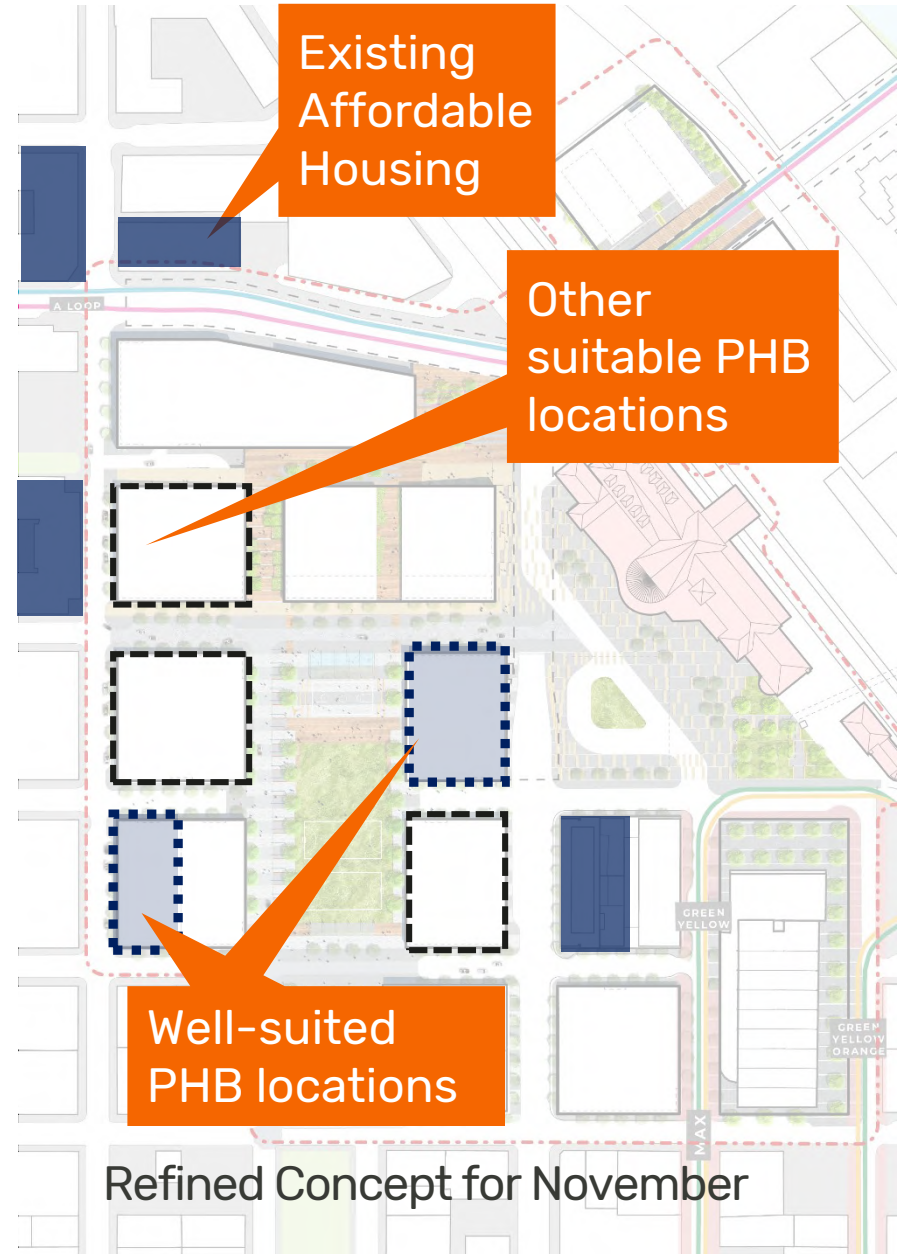 Existing
Affordable
Housing
Other
suitable PHB
locations
A LOOP
GREEN
YELLOW
GREEN
YELLOW
ORANGE
Well-suited
PHB locations
MAX
Refined Concept for November